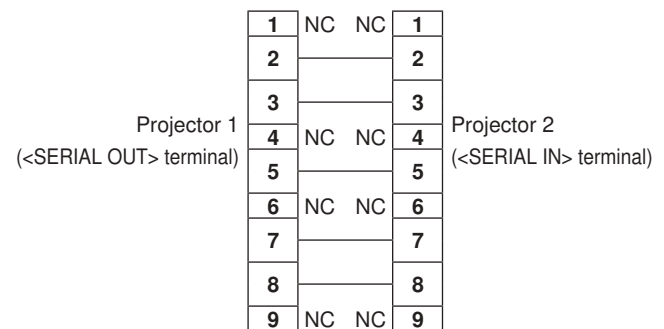 1 NC NC 1
2 2
3 3
Projector 1
(<SERIAL OUT> terminal)
4 NC NC 4
Projector 2
(<SERIAL IN> terminal)
5 5
6 NC NC 6
7 7
8 8
9 NC NC 9